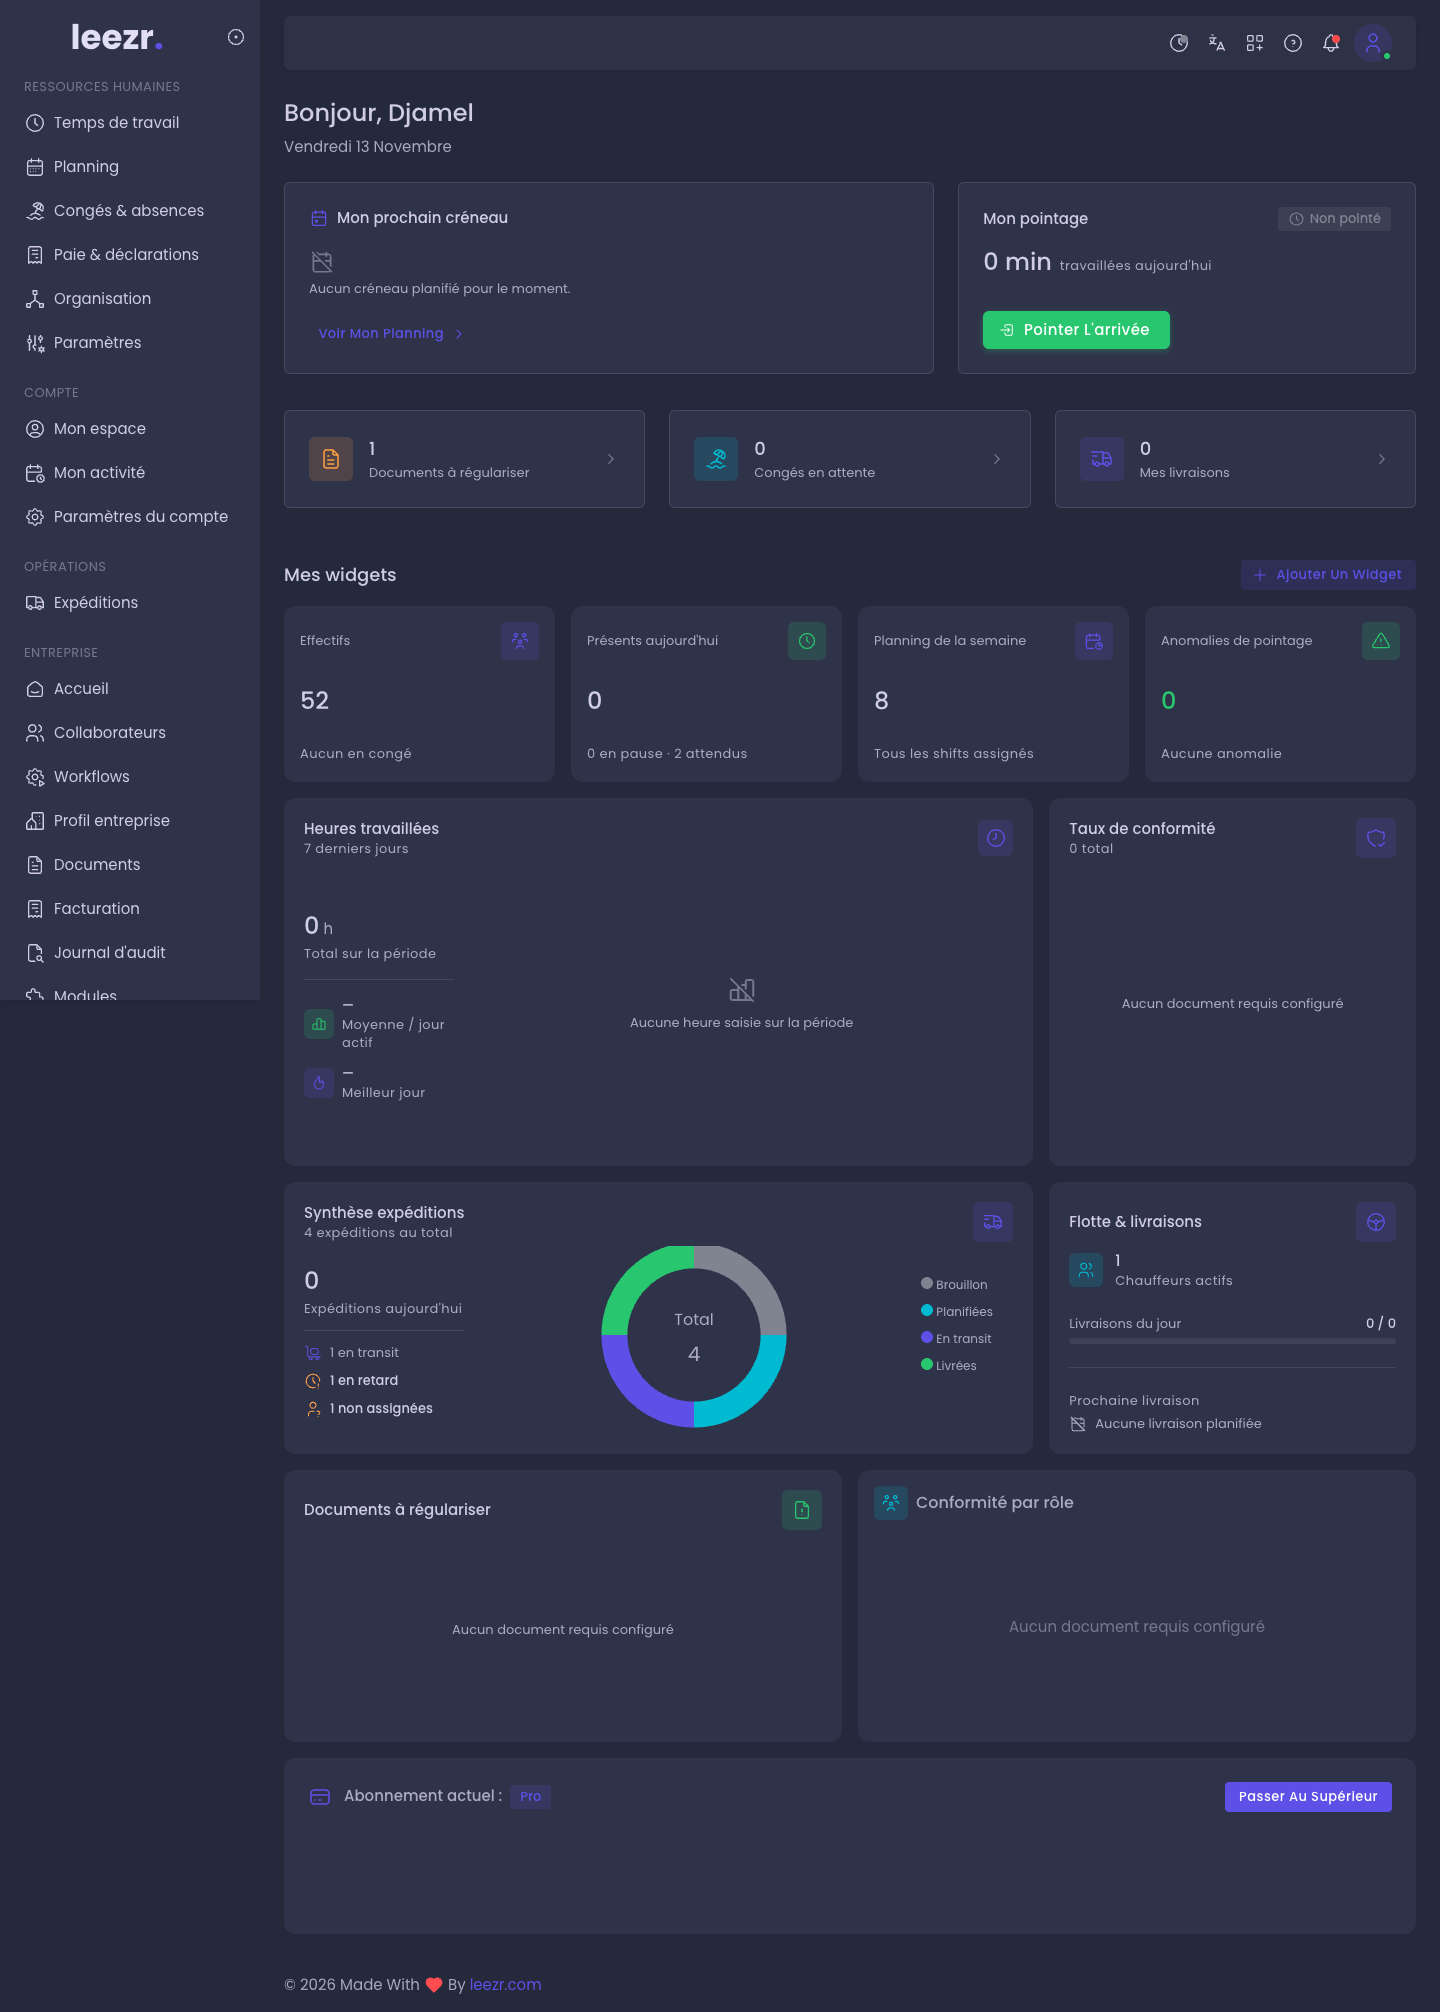 leezr.
RESSOURCES HUMAINES
Temps de travail
Planning
Congés & absences
Paie & déclarations
Organisation
Paramètres
COMPTE
Mon espace
Mon activité
Paramètres du compte
OPÉRATIONS
Expéditions
ENTREPRISE
Accueil
Collaborateurs
Workflows
Profil entreprise
Documents
Facturation
Journal d'audit
Modules
Bonjour, Djamel
Vendredi 13 Novembre
Mon prochain créneau
Aucun créneau planifié pour le moment.
Voir Mon Planning
Mon pointage
Non pointé
0 min travaillées aujourd'hui
Pointer L'arrivée
1
Documents à régulariser
0
Congés en attente
0
Mes livraisons
Mes widgets
Ajouter Un Widget
Effectifs
52
Aucun en congé
Présents aujourd'hui
0
0 en pause · 2 attendus
Planning de la semaine
8
Tous les shifts assignés
Anomalies de pointage
0
Aucune anomalie
Heures travaillées
7 derniers jours
0 h
Total sur la période
–
Moyenne / jour
actif
–
Meilleur jour
Aucune heure saisie sur la période
Taux de conformité
0 total
Aucun document requis configuré
Synthèse expéditions
4 expéditions au total
0
Expéditions aujourd'hui
1 en transit
1 en retard
1 non assignées
Total
4
Brouillon
Planifiées
En transit
Livrées
Flotte & livraisons
1
Chauffeurs actifs
Livraisons du jour
0 / 0
Prochaine livraison
Aucune livraison planifiée
Documents à régulariser
Aucun document requis configuré
Conformité par rôle
Aucun document requis configuré
Abonnement actuel :
Pro
Passer Au Supérieur
© 2026 Made With By leezr.com